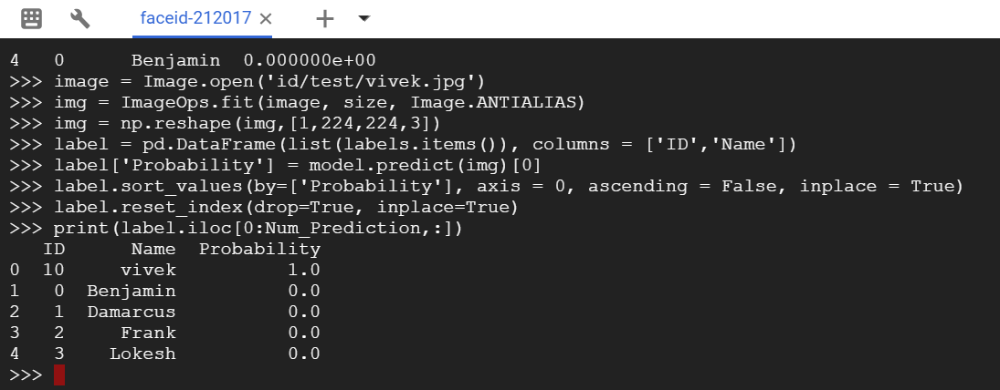 faceid-212017 × + ▾
4   0      Benjamin  0.000000e+00
>>> image = Image.open('id/test/vivek.jpg')
>>> img = ImageOps.fit(image, size, Image.ANTIALIAS)
>>> img = np.reshape(img,[1,224,224,3])
>>> label = pd.DataFrame(list(labels.items()), columns = ['ID','Name'])
>>> label['Probability'] = model.predict(img)[0]
>>> label.sort_values(by=['Probability'], axis = 0, ascending = False, inplace = True)
>>> label.reset_index(drop=True, inplace=True)
>>> print(label.iloc[0:Num_Prediction,:])
   ID      Name  Probability
0  10     vivek          1.0
1   0  Benjamin          0.0
2   1  Damarcus          0.0
3   2     Frank          0.0
4   3    Lokesh          0.0
>>>